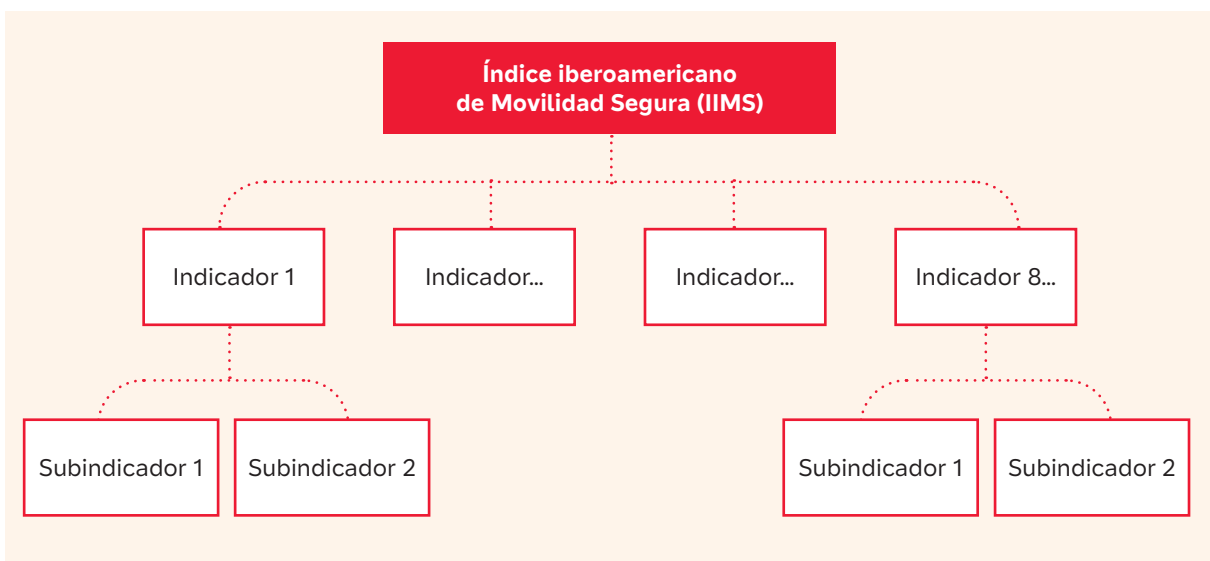 Índice iberoamericano
de Movilidad Segura (IIMS)
Indicador 1
Indicador...
Indicador...
Indicador 8...
Subindicador 1
Subindicador 2
Subindicador 1
Subindicador 2